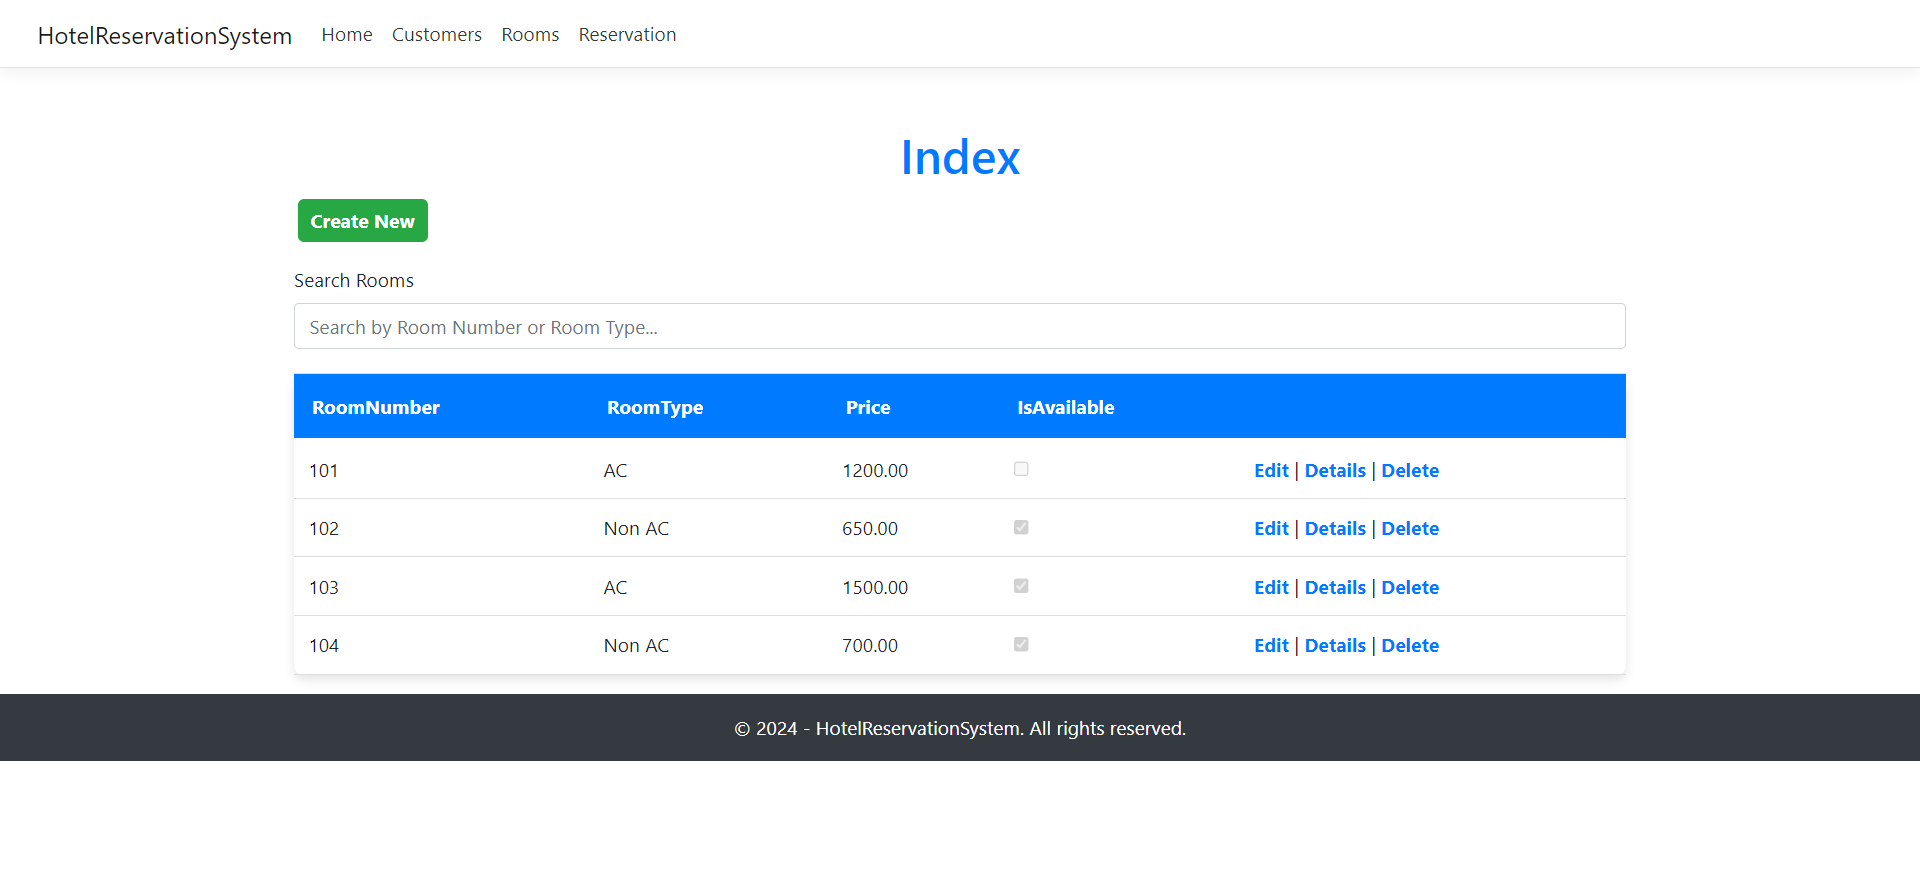 HotelReservationSystem Home Customers Rooms Reservation
Index
Create New
Search Rooms
Search by Room Number or Room Type...
RoomNumber RoomType Price IsAvailable
101 AC 1200.00 Edit | Details | Delete
102 Non AC 650.00 Edit | Details | Delete
103 AC 1500.00 Edit | Details | Delete
104 Non AC 700.00 Edit | Details | Delete
© 2024 - HotelReservationSystem. All rights reserved.